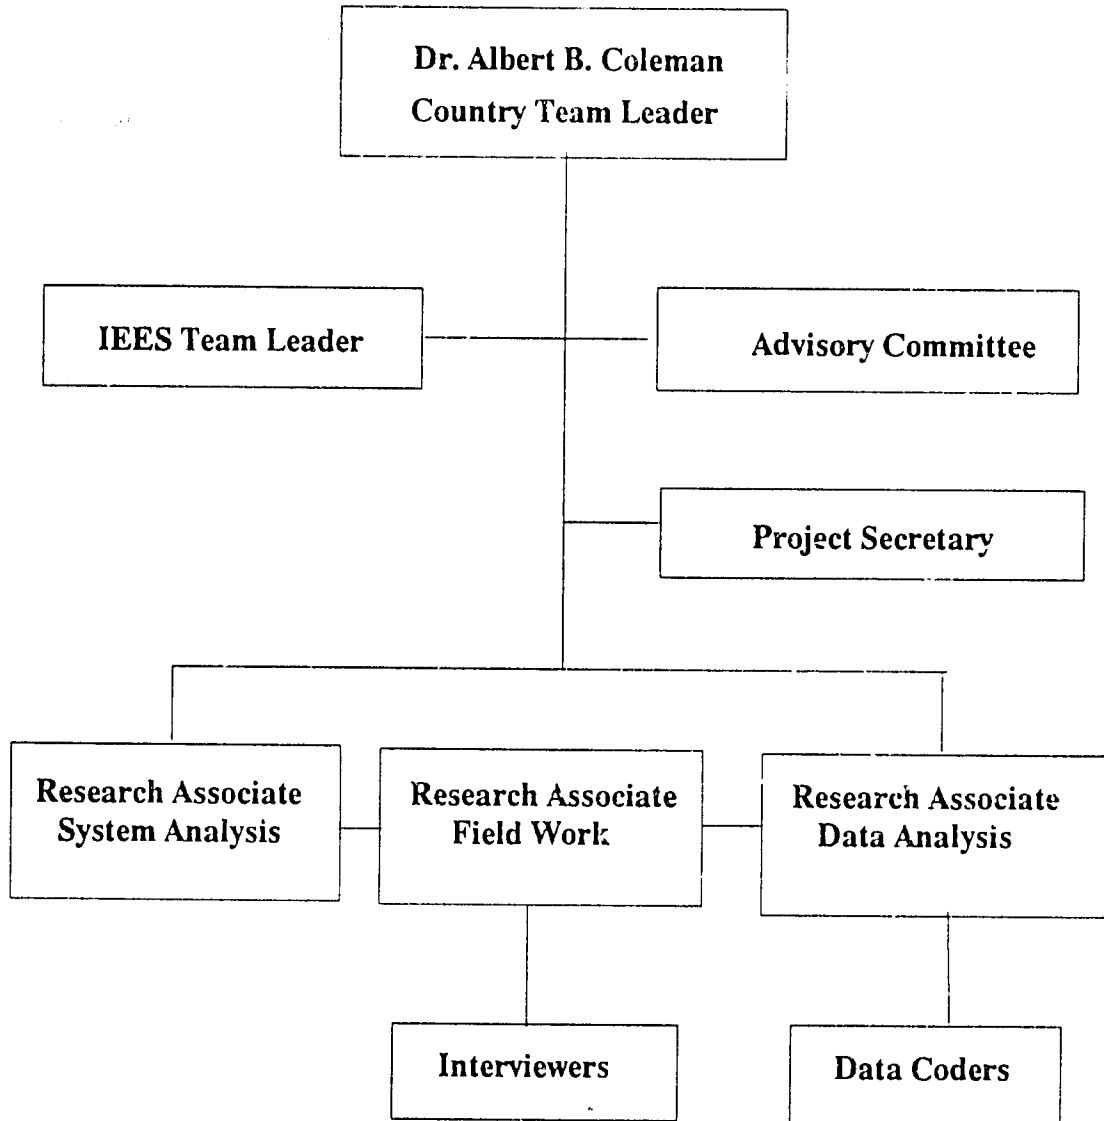 Dr. Albert B. Coleman
Country Team Leader
IEES Team Leader
Advisory Committee
Project Secretary
Research Associate
System Analysis
Research Associate
Field Work
Research Associate
Data Analysis
Interviewers
Data Coders